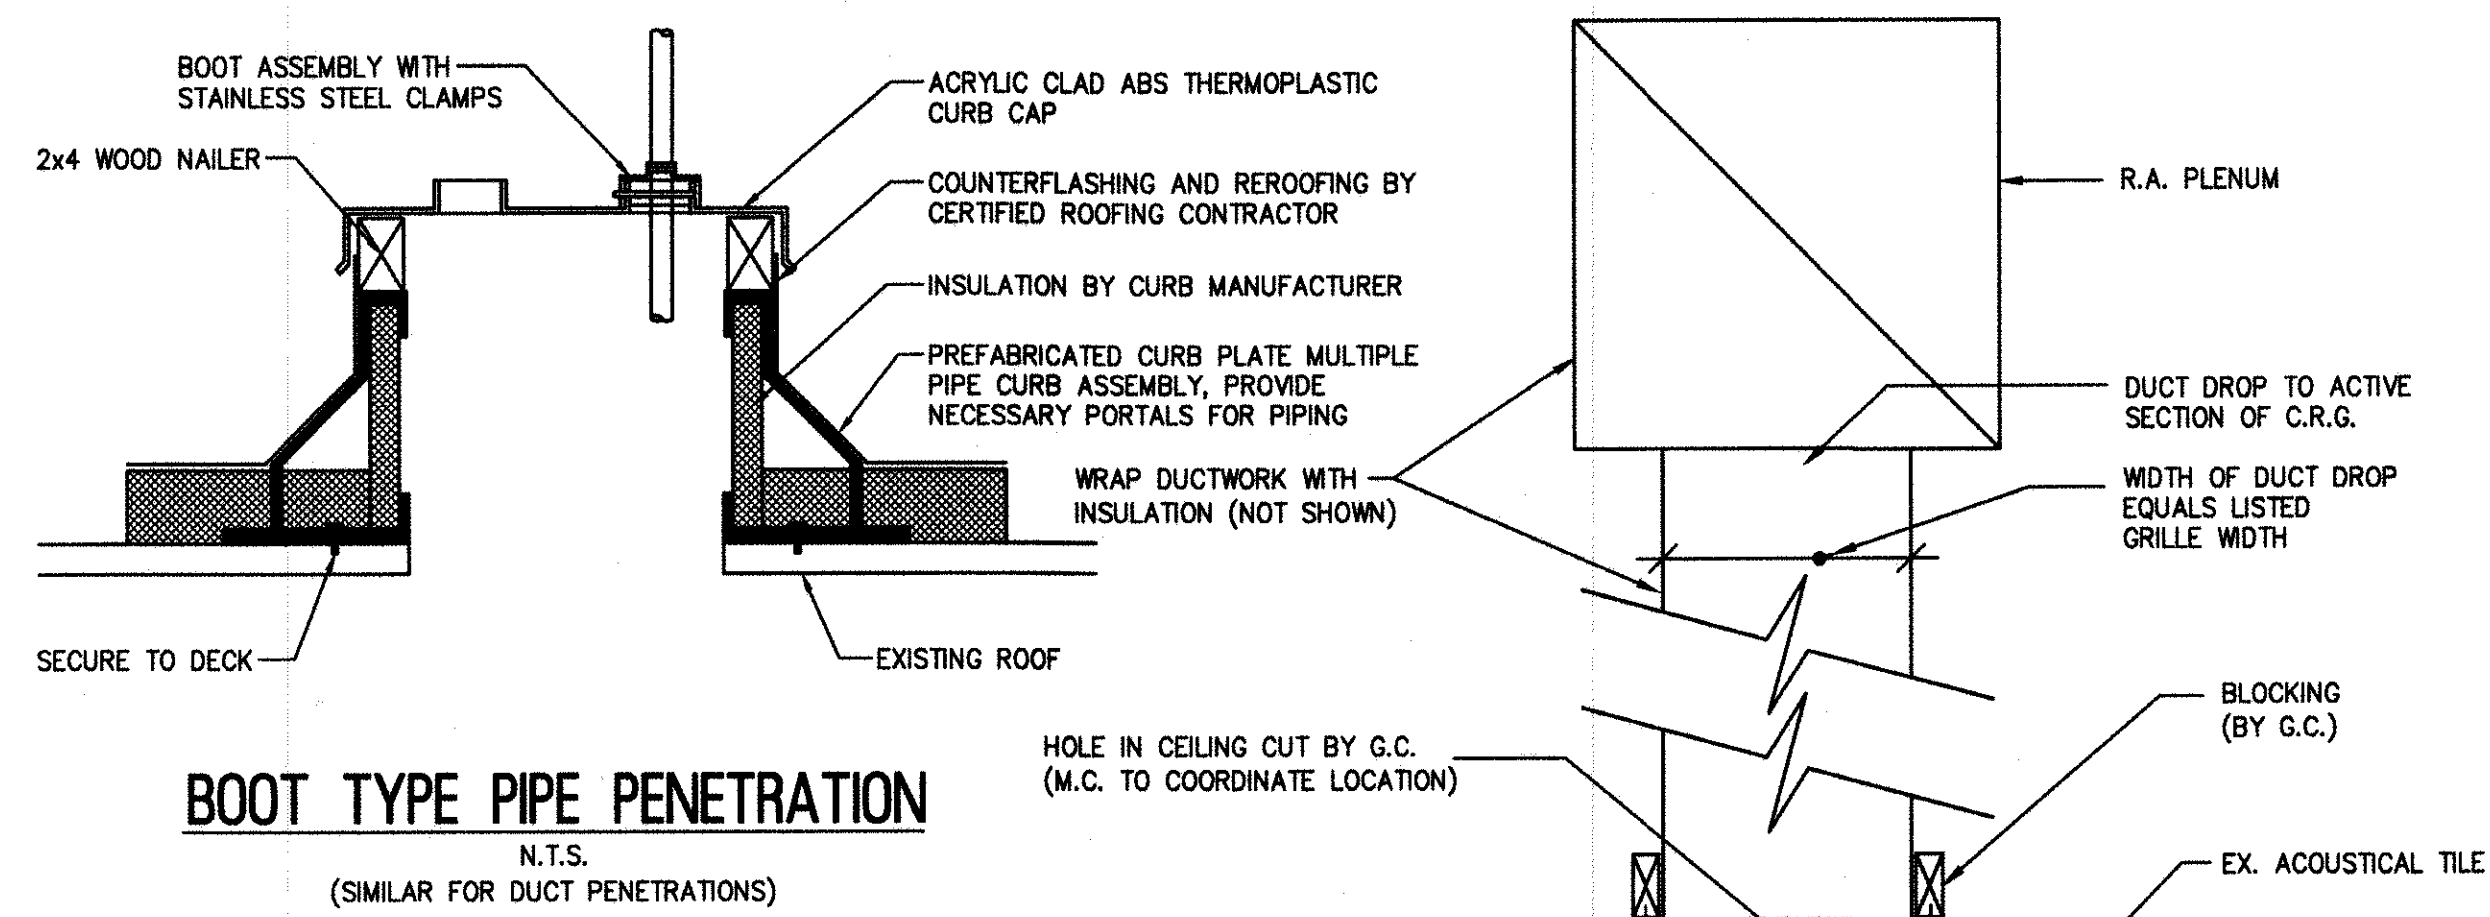 BOOT ASSEMBLY WITH
STAINLESS STEEL CLAMPS
2x4 WOOD NAILER
ACRYLIC CLAD ABS THERMOPLASTIC
CURB CAP
COUNTERFLASHING AND REROOFING BY
CERTIFIED ROOFING CONTRACTOR
INSULATION BY CURB MANUFACTURER
PREFABRICATED CURB PLATE MULTIPLE
PIPE CURB ASSEMBLY, PROVIDE
NECESSARY PORTALS FOR PIPING
SECURE TO DECK
EXISTING ROOF
BOOT TYPE PIPE PENETRATION
N.T.S.
(SIMILAR FOR DUCT PENETRATIONS)
R.A. PLENUM
DUCT DROP TO ACTIVE
SECTION OF C.R.G.
WRAP DUCTWORK WITH
INSULATION (NOT SHOWN)
WIDTH OF DUCT DROP
EQUALS LISTED
GRILLE WIDTH
BLOCKING
(BY G.C.)
HOLE IN CEILING CUT BY G.C.
(M.C. TO COORDINATE LOCATION)
EX. ACOUSTICAL TILE